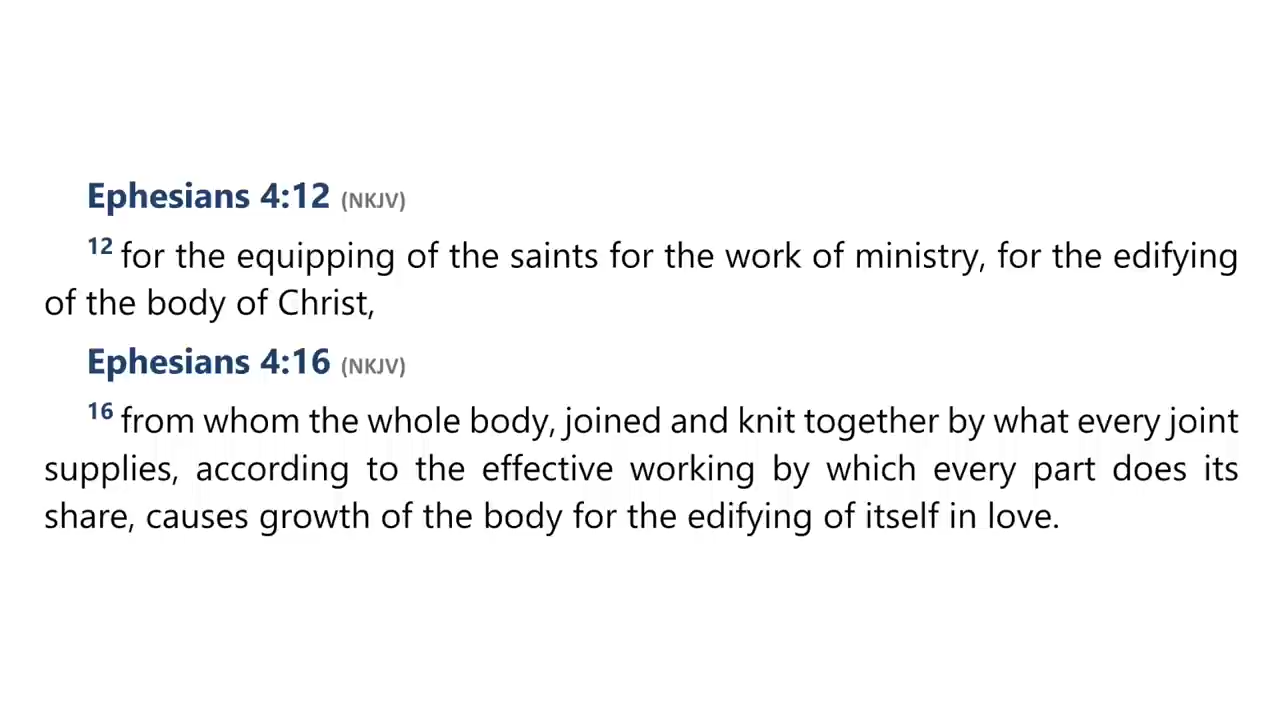 Ephesians 4:12 (NKJV)
12 for the equipping of the saints for the work of ministry, for the edifying
of the body of Christ,
Ephesians 4:16 (NKJV)
16 from whom the whole body, joined and knit together by what every joint
supplies, according to the effective working by which every part does its
share, causes growth of the body for the edifying of itself in love.